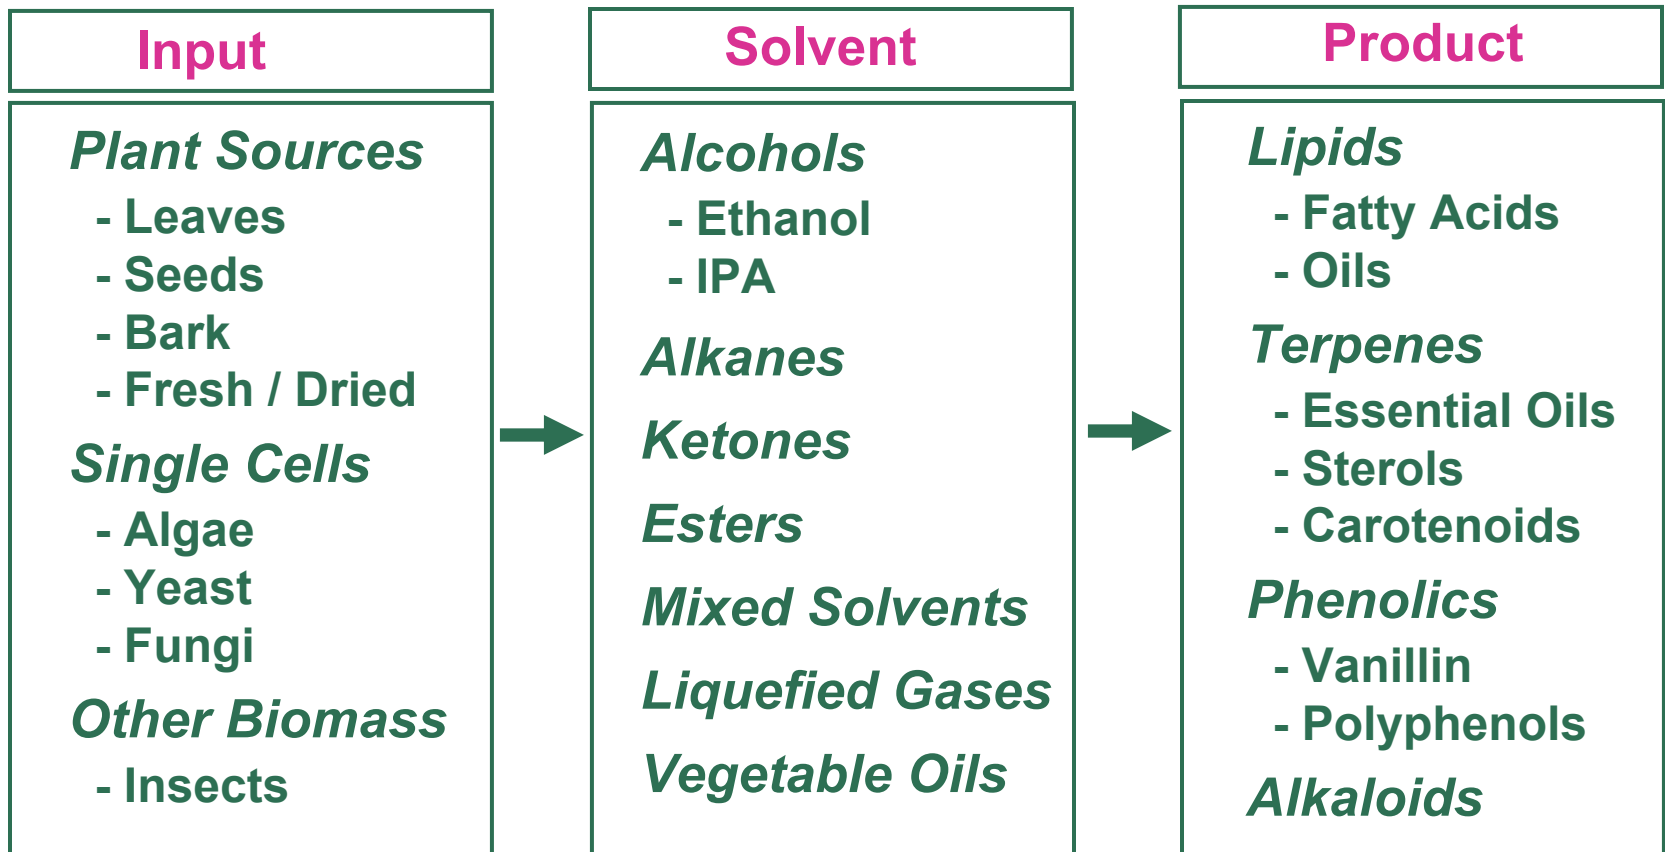 Input
Plant Sources
- Leaves
- Seeds
- Bark
- Fresh / Dried
Single Cells
- Algae
- Yeast
- Fungi
Other Biomass
- Insects
Solvent
Alcohols
- Ethanol
- IPA
Alkanes
Ketones
Esters
Mixed Solvents
Liquefied Gases
Vegetable Oils
Product
Lipids
- Fatty Acids
- Oils
Terpenes
- Essential Oils
- Sterols
- Carotenoids
Phenolics
- Vanillin
- Polyphenols
Alkaloids